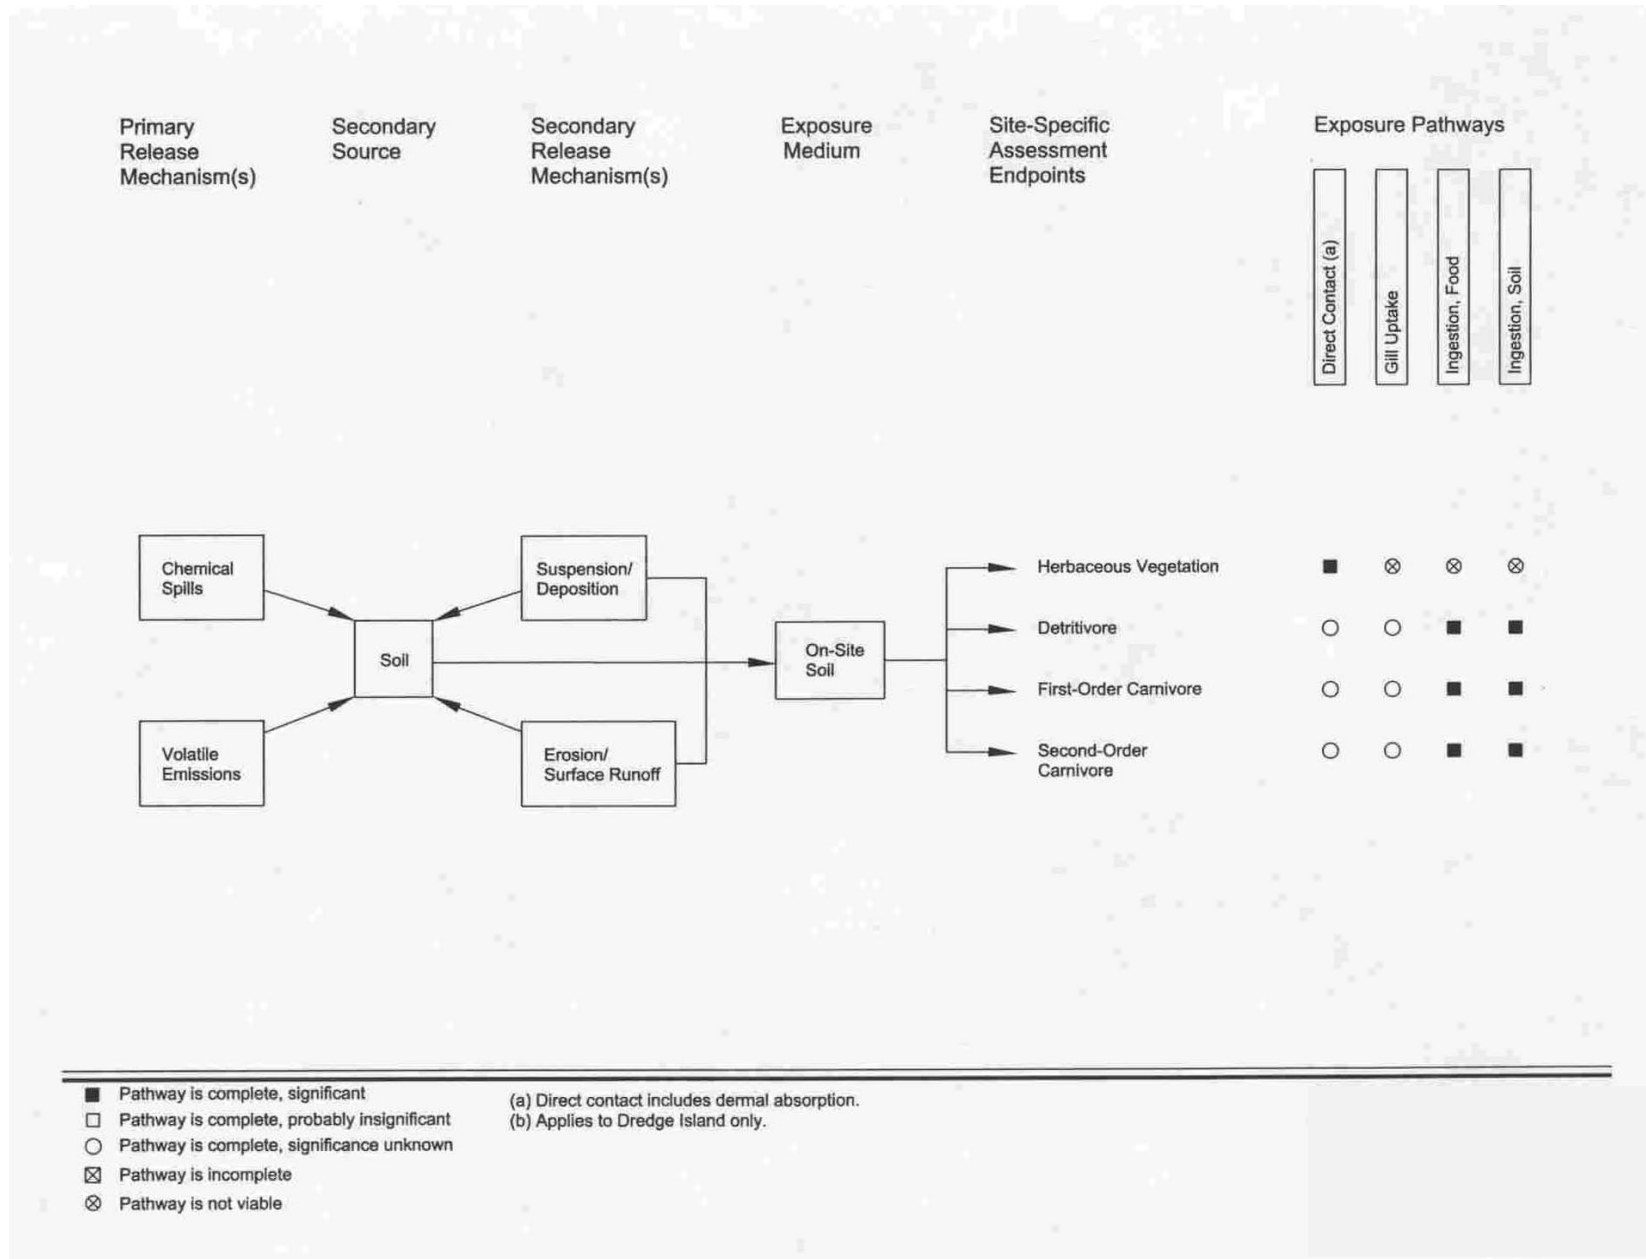 Primary
Release
Mechanism(s)
Secondary
Source
Secondary
Release
Mechanism(s)
Exposure
Medium
Site-Specific
Assessment
Endpoints
Exposure Pathways
Direct Contact (a)
Gill Uptake
Ingestion, Food
Ingestion, Soil
Chemical
Spills
Volatile
Emissions
Soil
Suspension/
Deposition
Erosion/
Surface Runoff
On-Site
Soil
Herbaceous Vegetation
Detritivore
First-Order Carnivore
Second-Order
Carnivore
Pathway is complete, significant
Pathway is complete, probably insignificant
Pathway is complete, significance unknown
Pathway is incomplete
Pathway is not viable
(a) Direct contact includes dermal absorption.
(b) Applies to Dredge Island only.